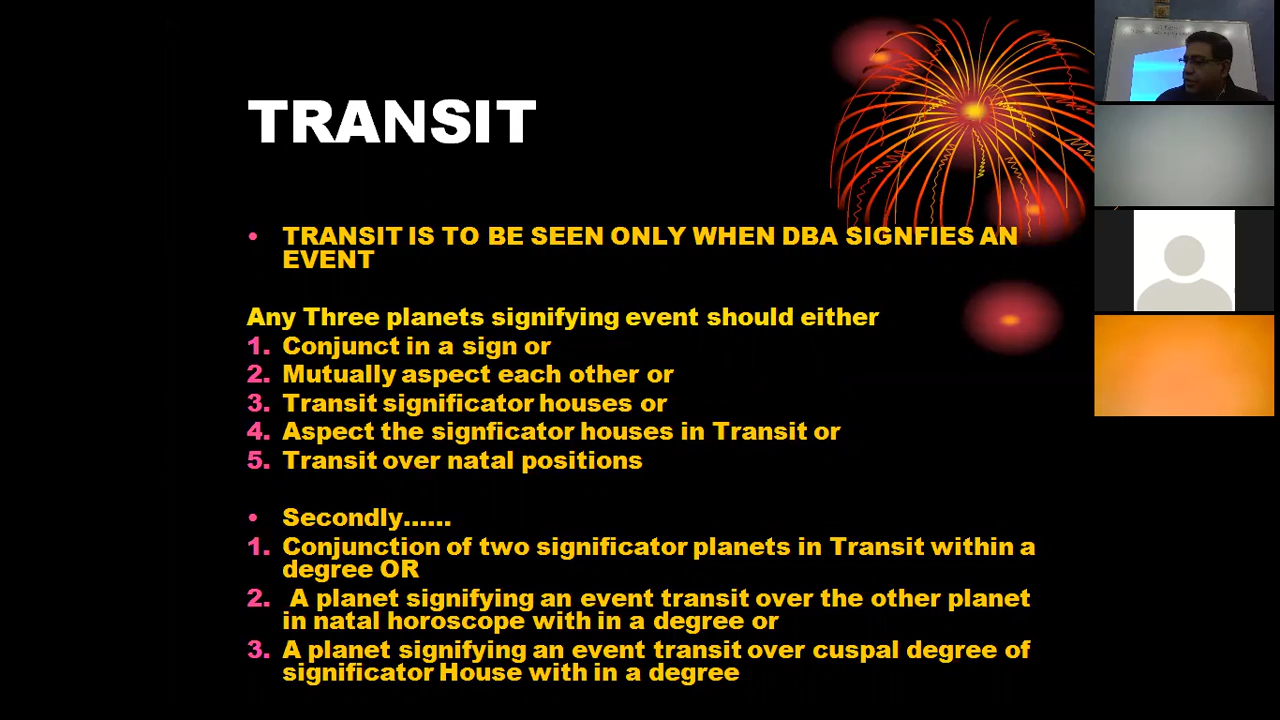 TRANSIT
• TRANSIT IS TO BE SEEN ONLY WHEN DBA SIGNFIES AN
EVENT
Any Three planets signifying event should either
1. Conjunct in a sign or
2. Mutually aspect each other or
3. Transit significator houses or
4. Aspect the signficator houses in Transit or
5. Transit over natal positions
• Secondly......
1. Conjunction of two significator planets in Transit within a
degree OR
2. A planet signifying an event transit over the other planet
in natal horoscope with in a degree or
3. A planet signifying an event transit over cuspal degree of
significator House with in a degree